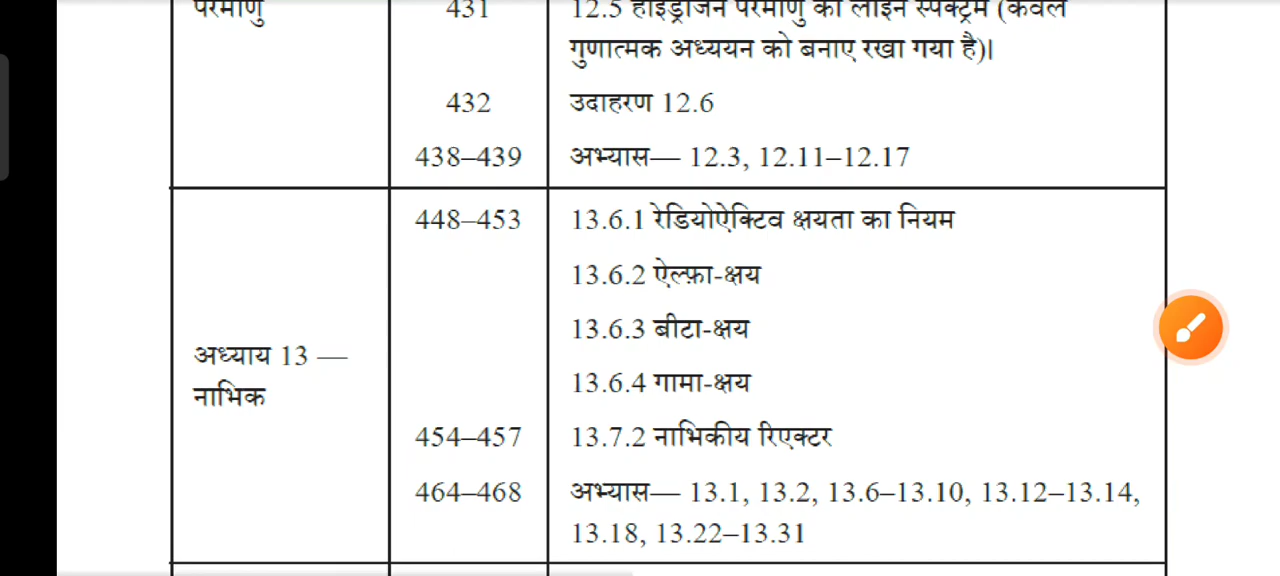 परमाणु 431 12.5 हाइड्रोजन परमाणु का लाइन स्पेक्ट्रम (केवल
गुणात्मक अध्ययन को बनाए रखा गया है)।
432 उदाहरण 12.6
438–439 अभ्यास— 12.3, 12.11–12.17
448–453 13.6.1 रेडियोऐक्टिव क्षयता का नियम
13.6.2 ऐल्फ़ा-क्षय
13.6.3 बीटा-क्षय
अध्याय 13 —
नाभिक
13.6.4 गामा-क्षय
454–457 13.7.2 नाभिकीय रिएक्टर
464–468 अभ्यास— 13.1, 13.2, 13.6–13.10, 13.12–13.14,
13.18, 13.22–13.31